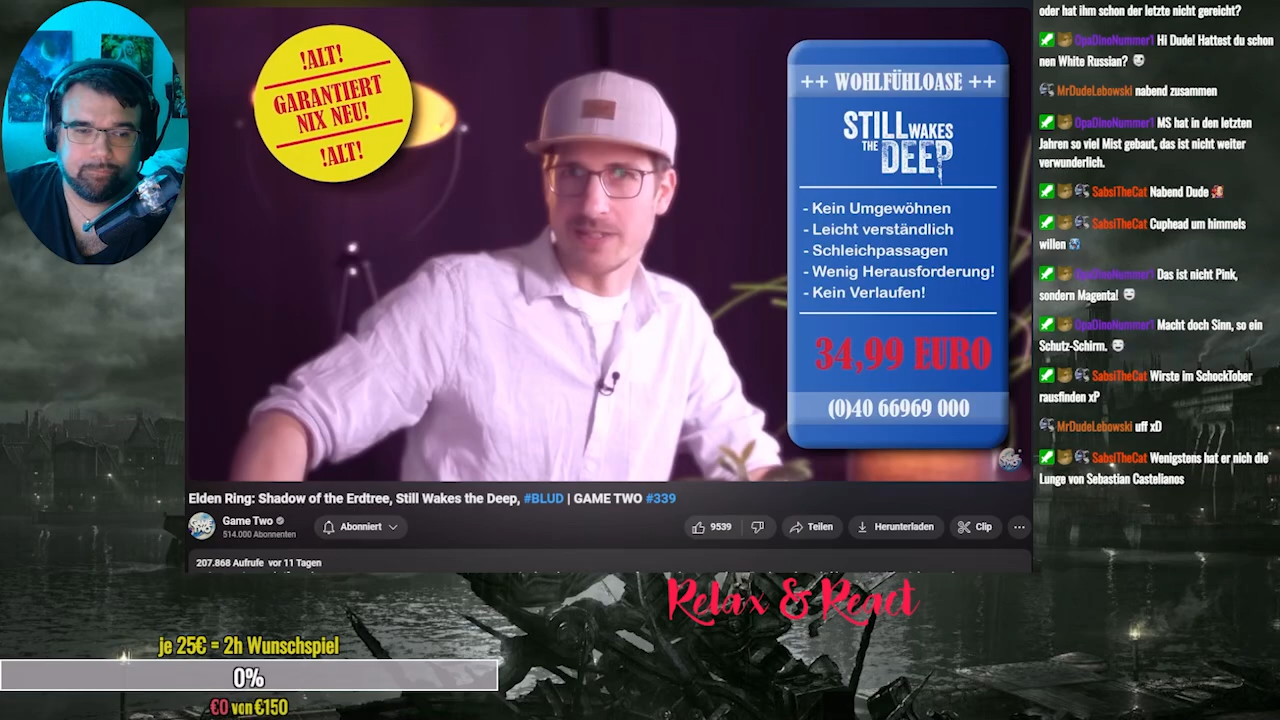 !ALT!
GARANTIERT
NIX NEU!
!ALT!
++ WOHLFÜHLOASE ++
STILL WAKES
THE DEEP
- Kein Umgewöhnen
- Leicht verständlich
- Schleichpassagen
- Wenig Herausforderung!
- Kein Verlaufen!
34,99 EURO
(0)40 66969 000
GAME TWO
Elden Ring: Shadow of the Erdtree, Still Wakes the Deep, #BLUD | GAME TWO #339
Game Two
514.000 Abonnenten
Abonniert
9539
Teilen
Herunterladen
Clip
207.868 Aufrufe vor 11 Tagen
Relax & React
je 25€ = 2h Wunschspiel
0%
€0 von €150
oder hat ihm schon der letzte nicht gereicht?
OpaDinoNummer1 Hi Dude! Hattest du schon
nen White Russian?
MrDudeLebowski nabend zusammen
OpaDinoNummer1 MS hat in den letzten
Jahren so viel Mist gebaut, das ist nicht weiter
verwunderlich.
SabsiTheCat Nabend Dude
SabsiTheCat Cuphead um himmels
willen
OpaDinoNummer1 Das ist nicht Pink,
sondern Magenta!
OpaDinoNummer1 Macht doch Sinn, so ein
Schutz-Schirm.
SabsiTheCat Wirste im SchockTober
rausfinden xP
MrDudeLebowski uff xD
SabsiTheCat Wenigstens hat er nich die
Lunge von Sebastian Castellanos